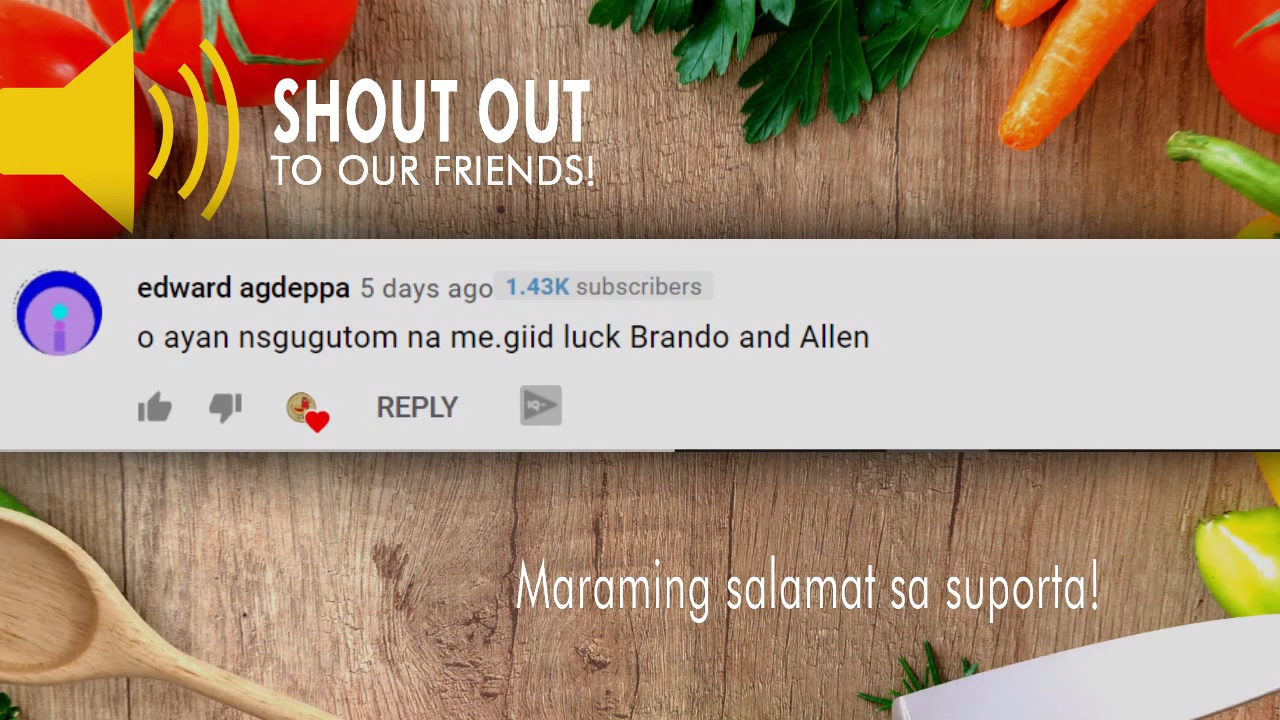 SHOUT OUT
TO OUR FRIENDS!
edward agdeppa 5 days ago 1.43K subscribers
o ayan nsgugutom na me.giid luck Brando and Allen
REPLY
Maraming salamat sa suporta!